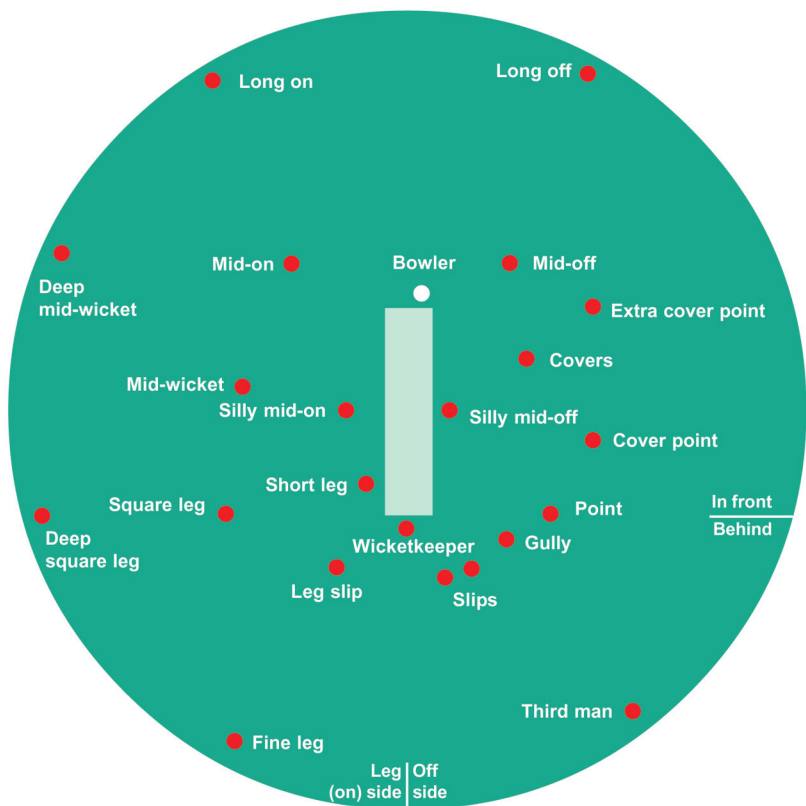 Long on
Long off
Mid-on
Bowler
Mid-off
Deep
mid-wicket
Extra cover point
Covers
Mid-wicket
Silly mid-on
Silly mid-off
Cover point
Short leg
Square leg
Point
In front
Behind
Deep
square leg
Wicketkeeper
Gully
Leg slip
Slips
Third man
Fine leg
Leg
(on) side
Off
side